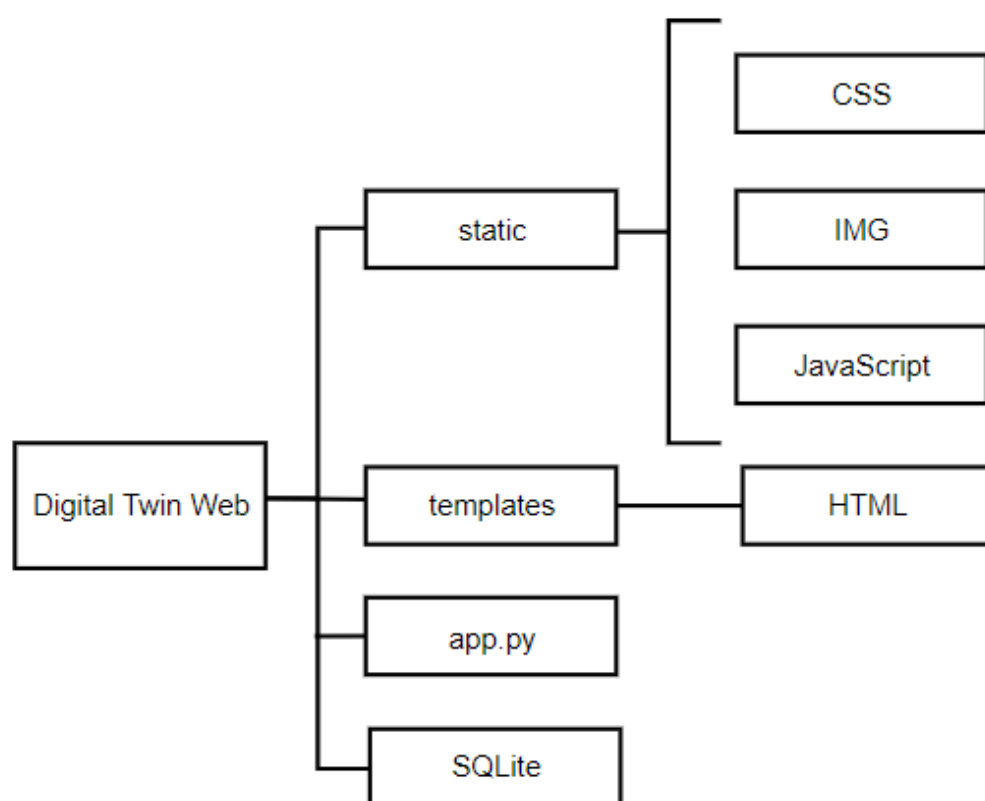 CSS
static
IMG
JavaScript
Digital Twin Web
templates
HTML
app.py
SQLite